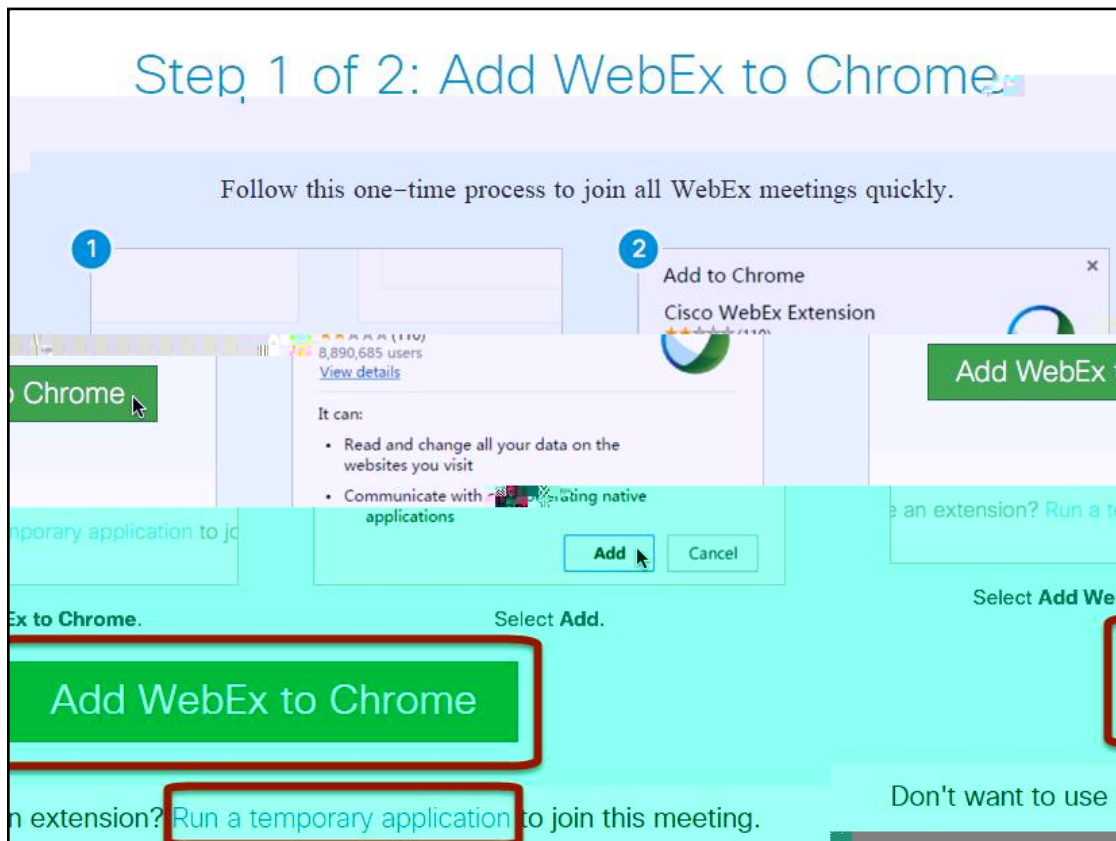 Step 1 of 2: Add WebEx to Chrome
Follow this one-time process to join all WebEx meetings quickly.
1
2
Add to Chrome
Cisco WebEx Extension
(110)
8,890,685 users
View details
Chrome
Add WebEx
It can:
• Read and change all your data on the
websites you visit
• Communicate with
native
applications
application to
an extension? Run a
Add
Cancel
Ex to Chrome.
Select Add.
Select Add
Add WebEx to Chrome
extension? Run a temporary application to join this meeting.
Don't want to use